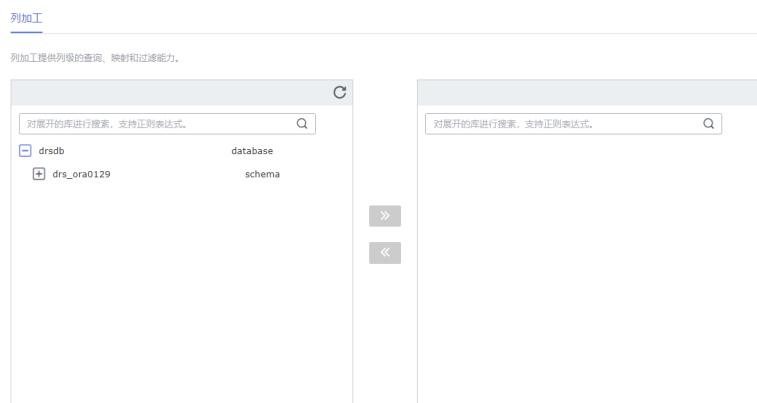 列加工
列加工提供列级的查询、映射和过滤能力。
对展开的库进行搜索，支持正则表达式。
对展开的库进行搜索，支持正则表达式。
drsdb database
drs_ora0129 schema